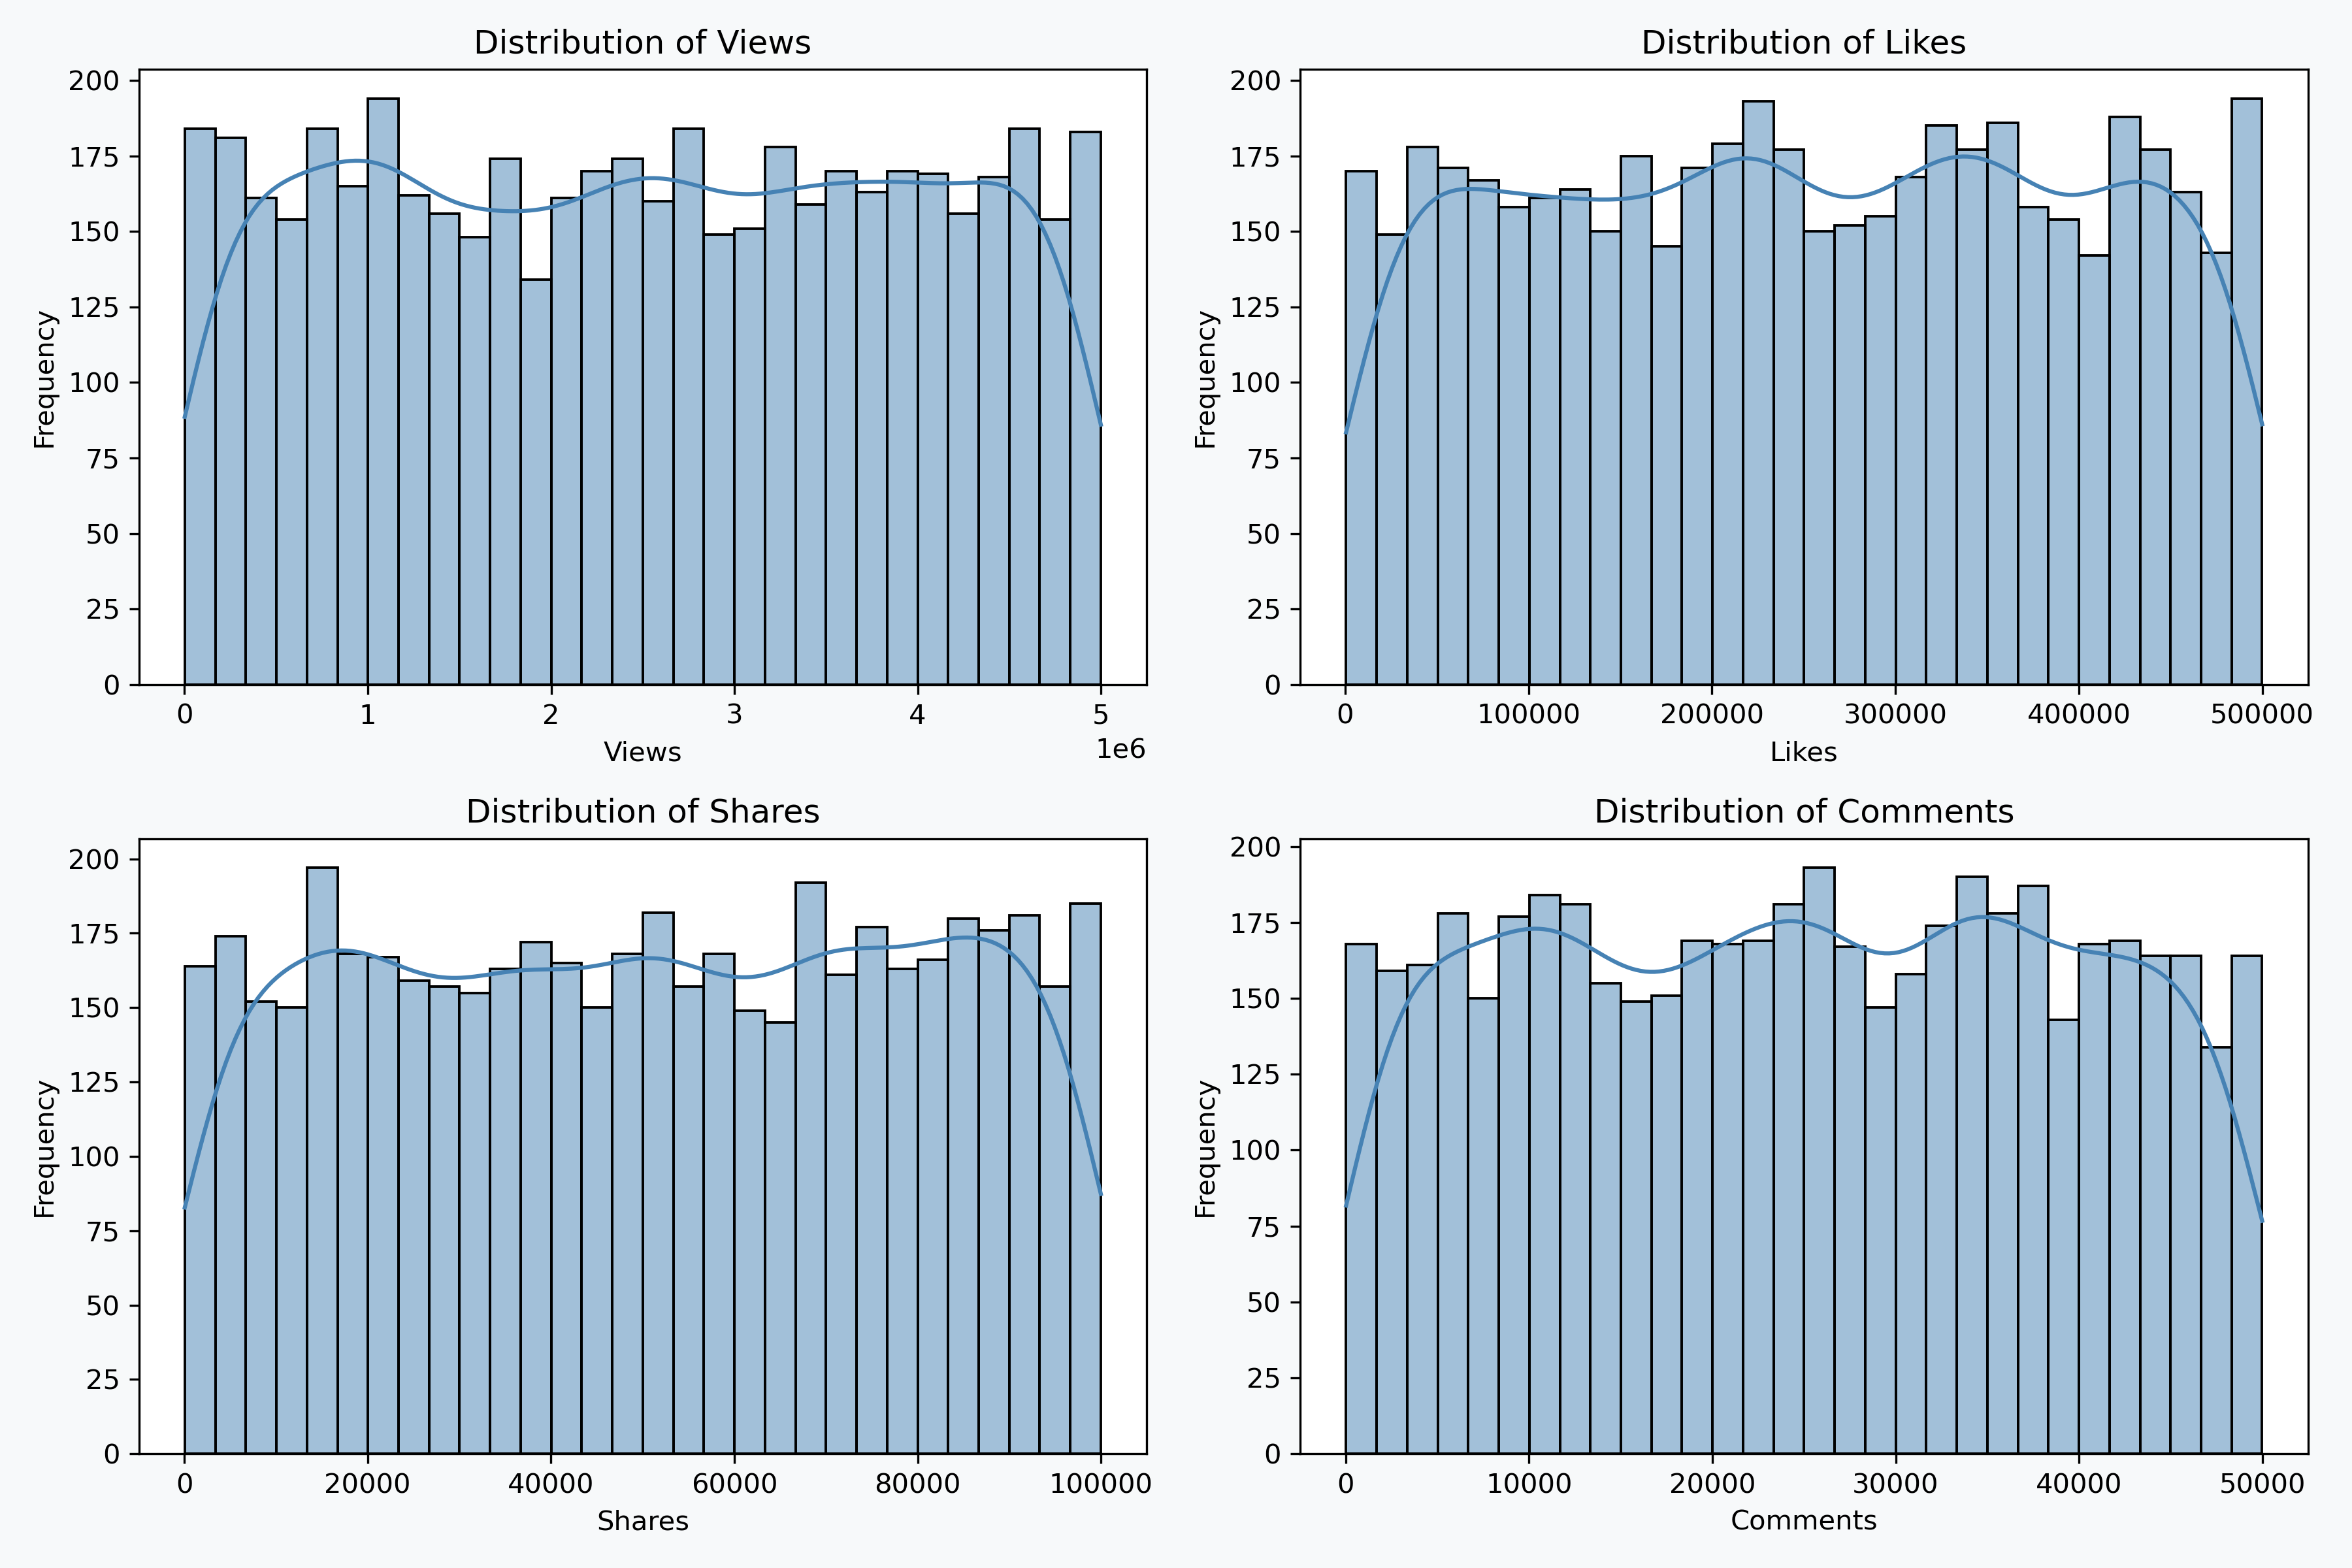 Distribution of Views
200
175
150
125
100
75
50
25
0
Frequency
0 1 2 3 4 5
1e6
Views
Distribution of Likes
200
175
150
125
100
75
50
25
0
Frequency
0 100000 200000 300000 400000 500000
Likes
Distribution of Shares
200
175
150
125
100
75
50
25
0
Frequency
0 20000 40000 60000 80000 100000
Shares
Distribution of Comments
200
175
150
125
100
75
50
25
0
Frequency
0 10000 20000 30000 40000 50000
Comments